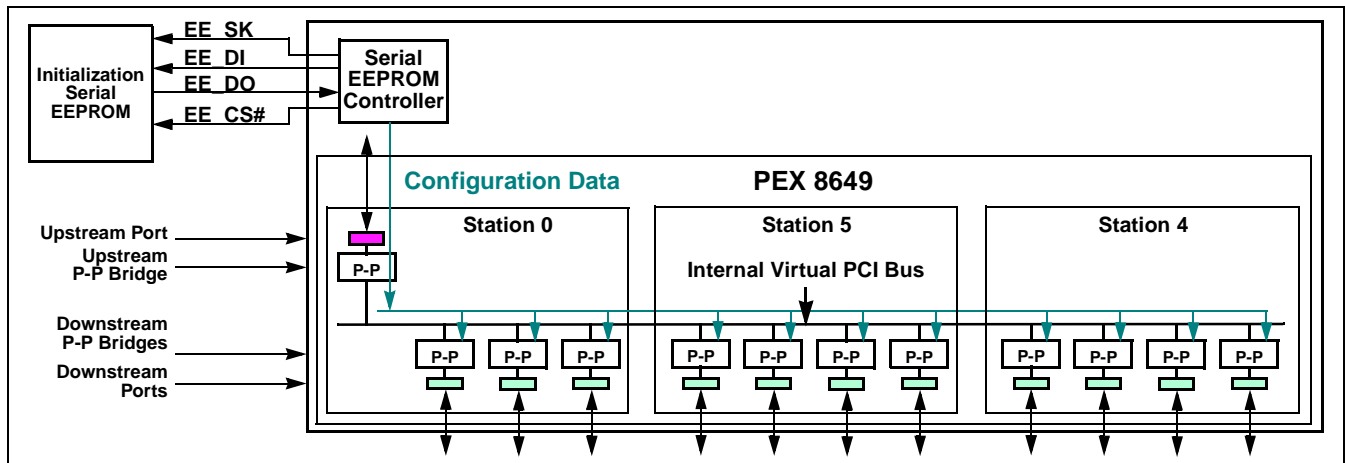 EE_SK
EE_DI
EE_DO
EE_CS#
Initialization
Serial
EEPROM
Serial
EEPROM
Controller
Configuration Data
PEX 8649
Station 0
Station 5
Station 4
Upstream Port
Upstream
P-P Bridge
P-P
Internal Virtual PCI Bus
Downstream
P-P Bridges
Downstream
Ports
P-P P-P P-P P-P P-P P-P P-P P-P P-P P-P P-P